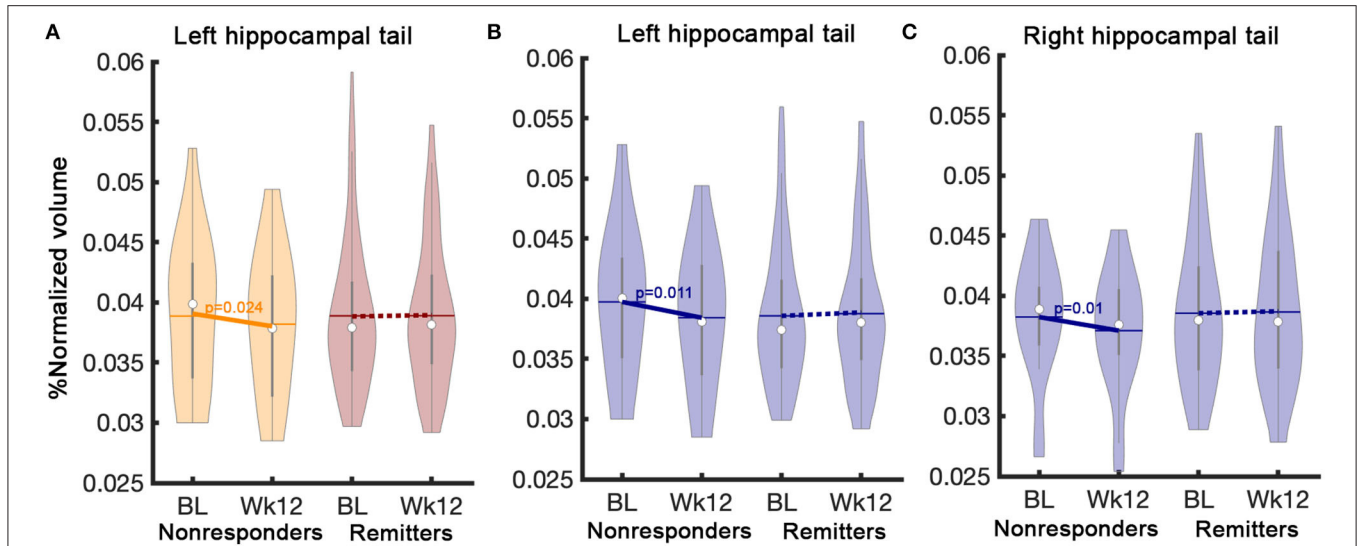 A
Left hippocampal tail
%Normalized volume
0.06
0.055
0.05
0.045
0.04
0.035
0.03
0.025
p=0.024
BL Wk12 BL Wk12
Nonresponders Remitters
B
Left hippocampal tail
0.06
0.055
0.05
0.045
0.04
0.035
0.03
0.025
p=0.011
BL Wk12 BL Wk12
Nonresponders Remitters
C
Right hippocampal tail
0.06
0.055
0.05
0.045
0.04
0.035
0.03
0.025
p=0.01
BL Wk12 BL Wk12
Nonresponders Remitters